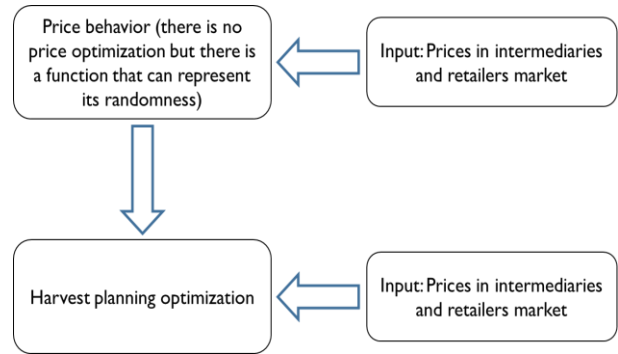 Price behavior (there is no
price optimization but there is
a function that can represent
its randomness)
Input: Prices in intermediaries
and retailers market
Harvest planning optimization
Input: Prices in intermediaries
and retailers market